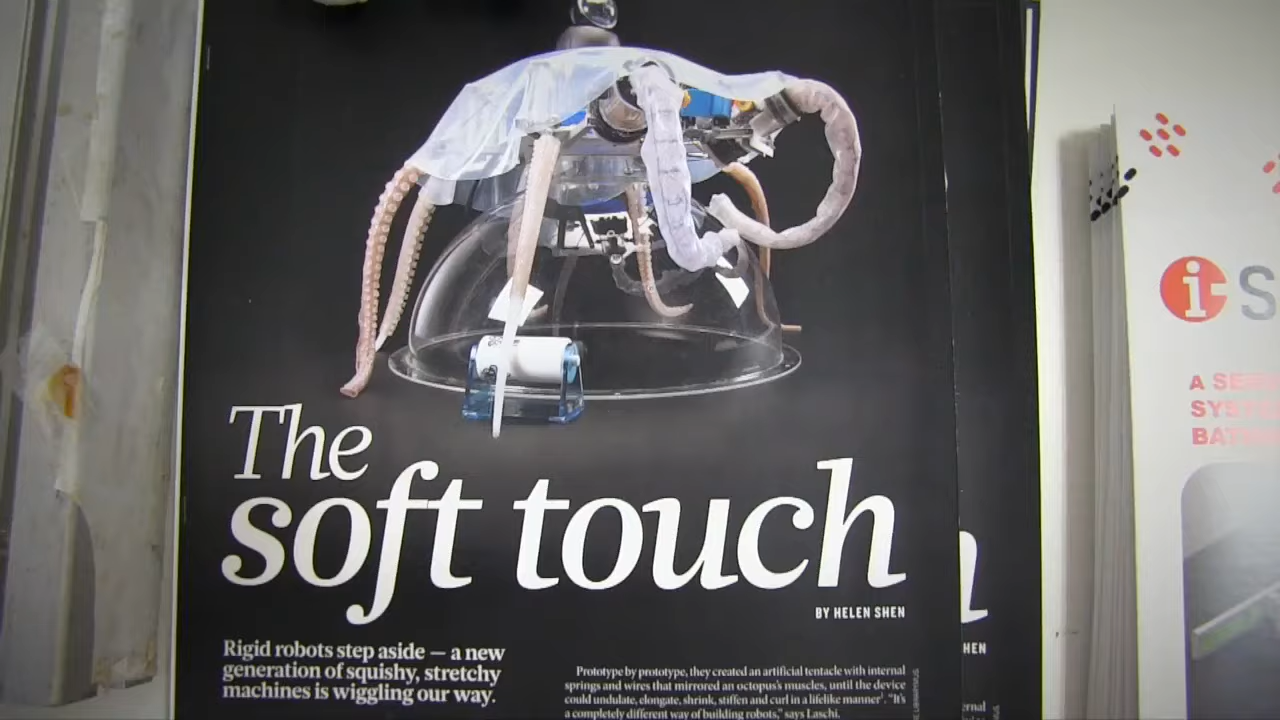 The
soft touch
BY HELEN SHEN
Rigid robots step aside — a new
generation of squishy, stretchy
machines is wiggling our way.
Prototype by prototype, they created an artificial tentacle with internal
springs and wires that mirrored an octopus's muscles, until the device
could undulate, elongate, shrink, stiffen and curl in a lifelike manner¹. “It's
a completely different way of building robots,” says Laschi.
HEN
ernal
i S
A SE
SYST
BAT